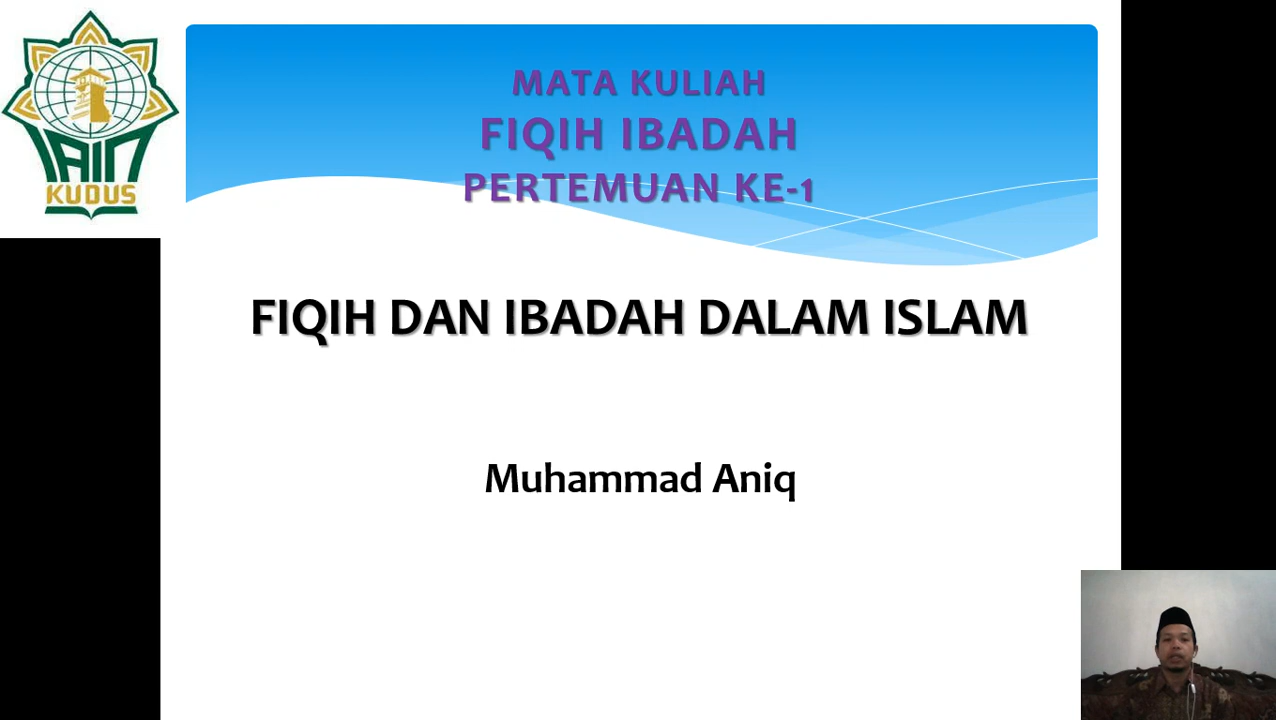 IAIN
KUDUS
MATA KULIAH
FIQIH IBADAH
PERTEMUAN KE-1
FIQIH DAN IBADAH DALAM ISLAM
Muhammad Aniq